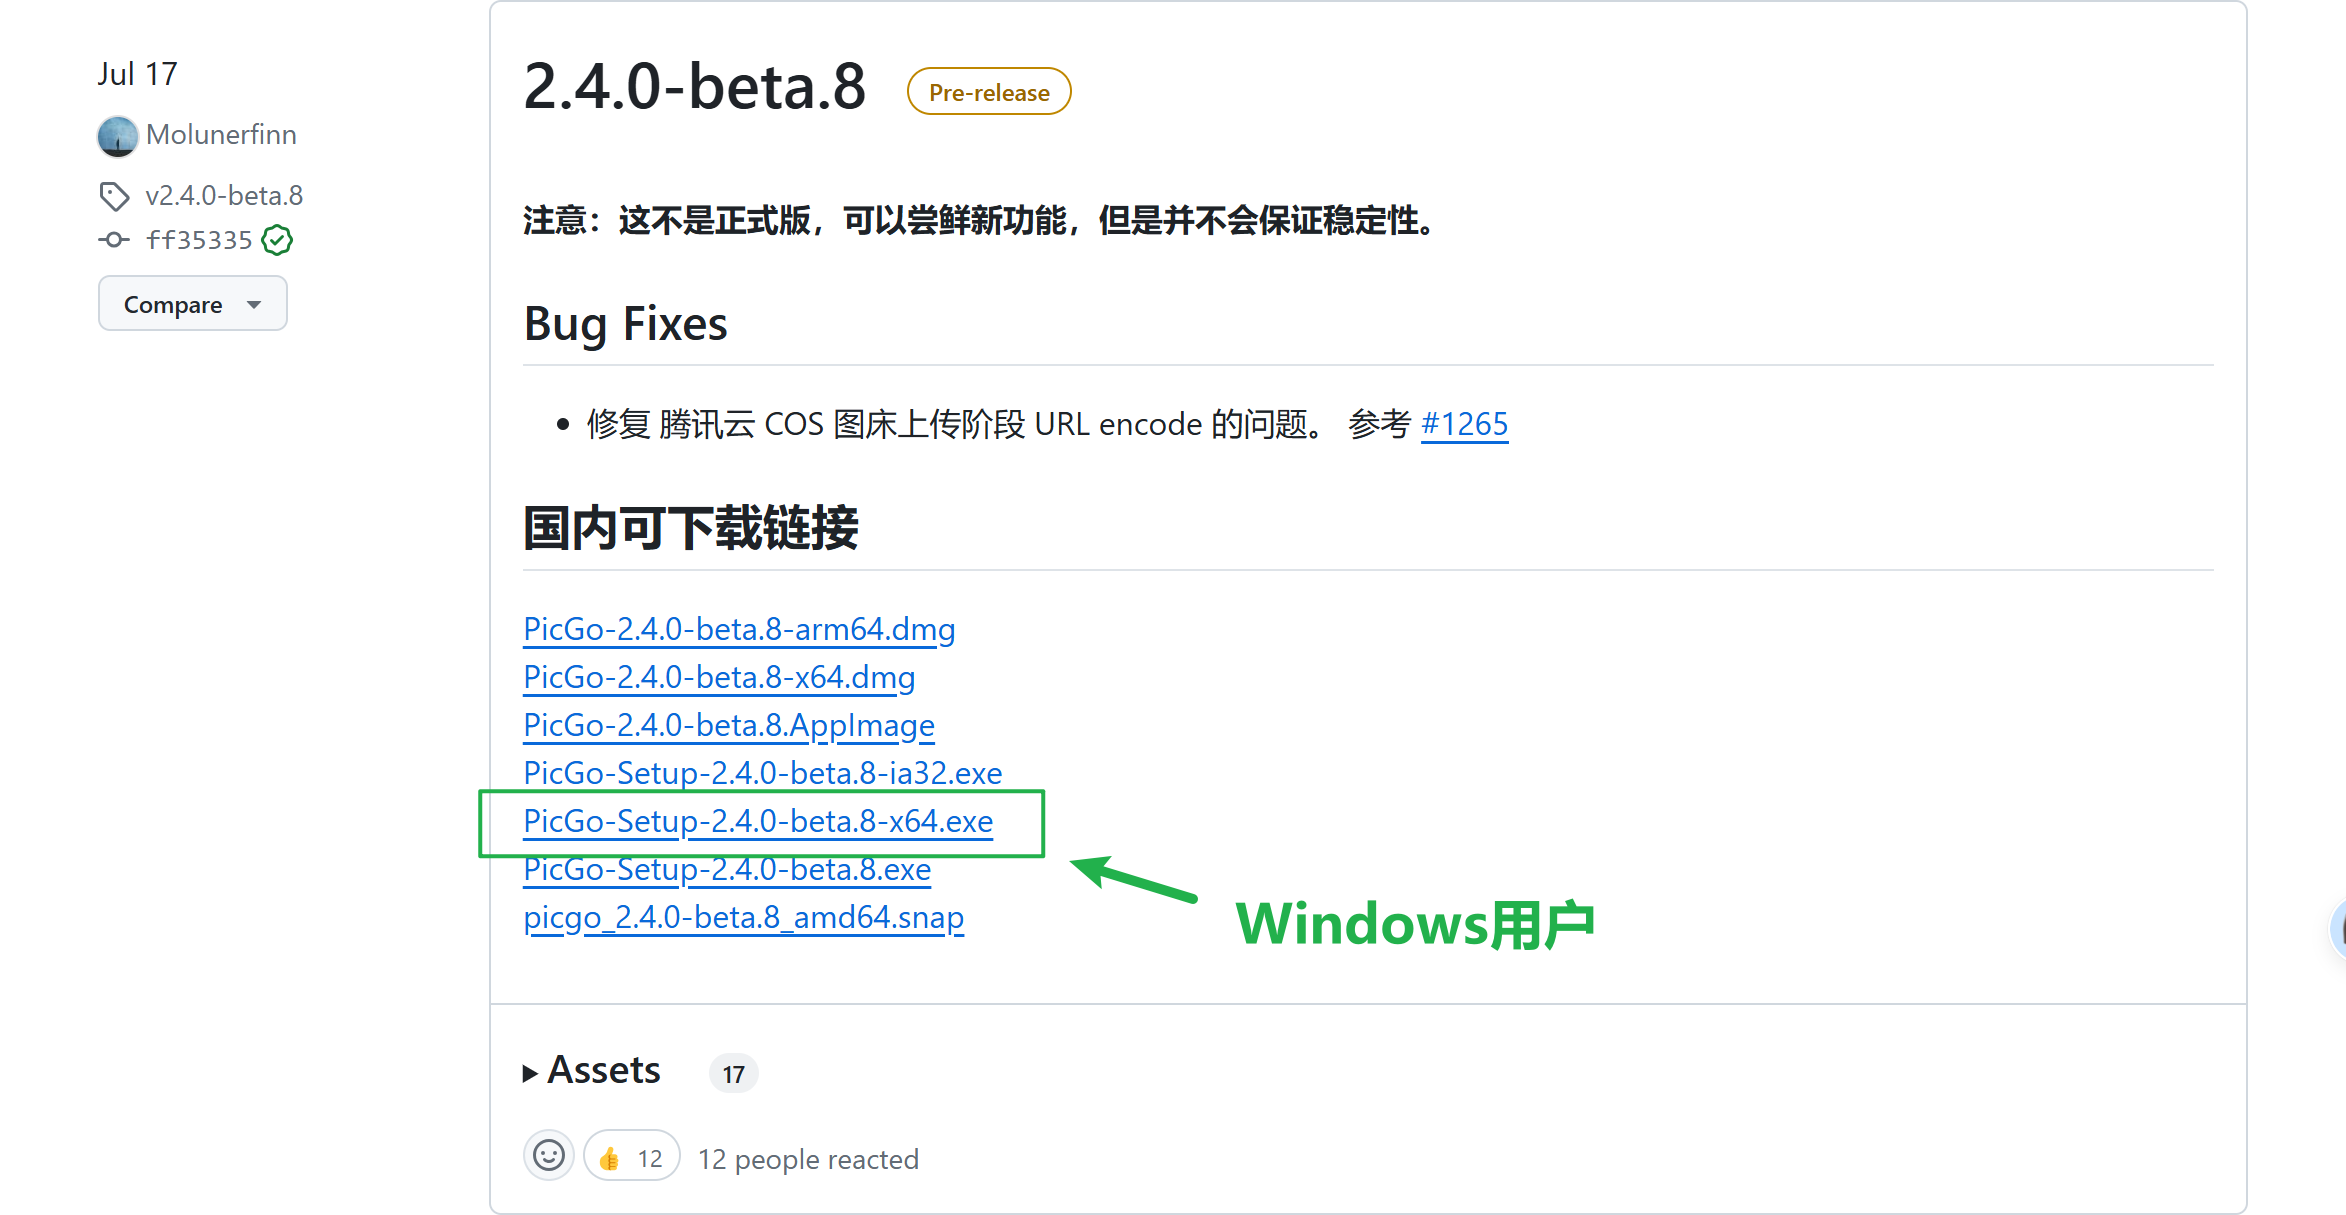 Jul 17
Molunerfinn
v2.4.0-beta.8
ff35335
Compare
2.4.0-beta.8 Pre-release
注意：这不是正式版，可以尝鲜新功能，但是并不会保证稳定性。
Bug Fixes
修复 腾讯云 COS 图床上传阶段 URL encode 的问题。 参考 #1265
国内可下载链接
PicGo-2.4.0-beta.8-arm64.dmg
PicGo-2.4.0-beta.8-x64.dmg
PicGo-2.4.0-beta.8.AppImage
PicGo-Setup-2.4.0-beta.8-ia32.exe
PicGo-Setup-2.4.0-beta.8-x64.exe
PicGo-Setup-2.4.0-beta.8.exe
picgo_2.4.0-beta.8_amd64.snap
Windows用户
Assets 17
12 12 people reacted